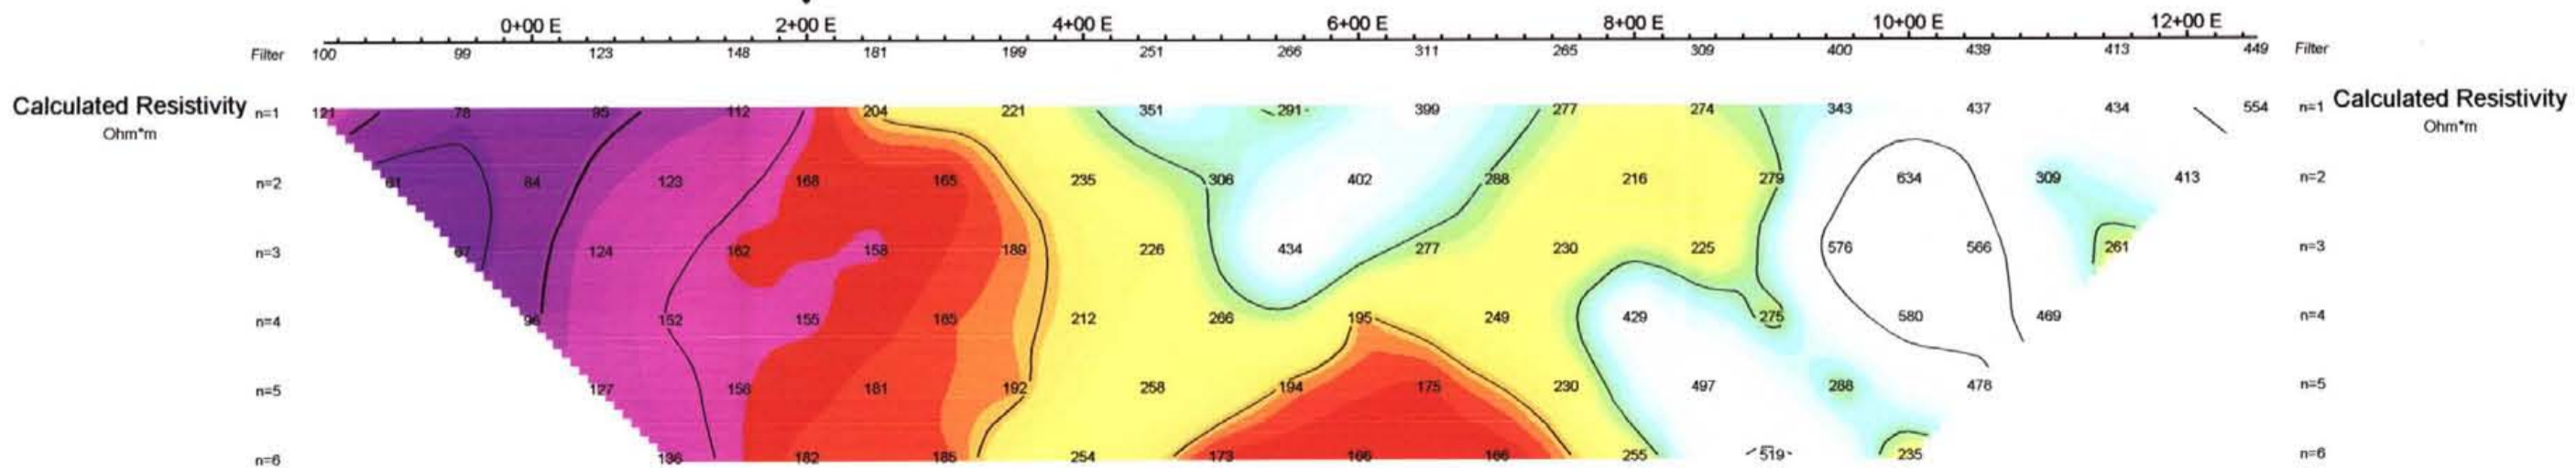 0+00 E 2+00 E 4+00 E 6+00 E 8+00 E 10+00 E 12+00 E
Filter 100 99 123 148 181 199 251 266 311 265 309 400 439 413 449 Filter
Calculated Resistivity n=1 121 78 95 112 204 221 351 291 399 277 274 343 437 434 554 n=1 Calculated Resistivity
Ohm*m Ohm*m
n=2 61 84 123 168 165 235 306 402 288 216 279 634 309 413 n=2
n=3 67 124 162 158 189 226 434 277 230 225 576 566 261 n=3
n=4 96 152 155 165 212 266 195 249 429 275 580 469 n=4
n=5 127 156 181 192 258 194 175 230 497 288 478 n=5
n=6 136 182 185 254 173 166 166 255 519 235 n=6